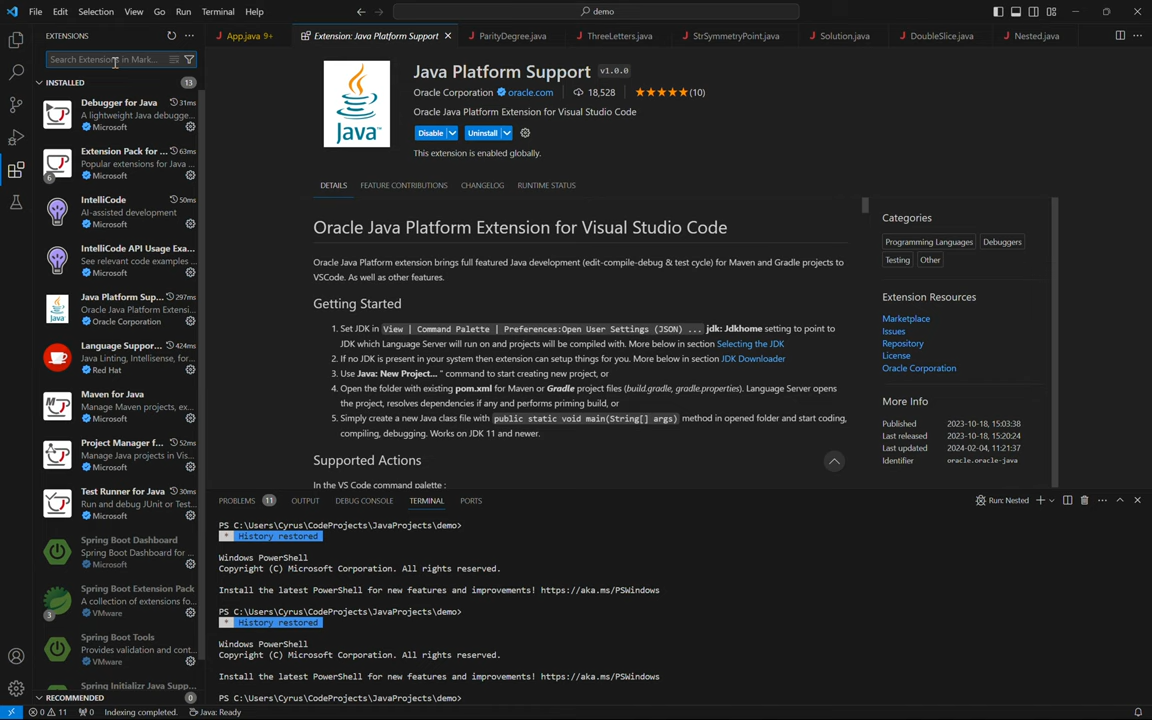 File Edit Selection View Go Run Terminal Help
demo
EXTENSIONS
App.java 9+
Extension: Java Platform Support
ParityDegree.java
ThreeLetters.java
StrSymmetryPoint.java
Solution.java
DoubleSlice.java
Nested.java
Search Extensions in Mark...
INSTALLED 13
Debugger for Java 31ms
A lightweight Java debugge...
Microsoft
Extension Pack for ... 63ms
Popular extensions for Java ...
Microsoft
6
IntelliCode 50ms
AI-assisted development
Microsoft
IntelliCode API Usage Exa...
See relevant code examples ...
Microsoft
Java Platform Sup... 297ms
Oracle Java Platform Extensi...
Oracle Corporation
Language Suppor... 424ms
Java Linting, Intellisense, for...
Red Hat
Maven for Java
Manage Maven projects, ex...
Microsoft
Project Manager f... 52ms
Manage Java projects in Vis...
Microsoft
Test Runner for Java 30ms
Run and debug JUnit or Test...
Microsoft
Spring Boot Dashboard
Spring Boot Dashboard for ...
Microsoft
Spring Boot Extension Pack
A collection of extensions fo...
VMware
3
Spring Boot Tools
Provides validation and cont...
VMware
Spring Initializr Java Supp...
RECOMMENDED 0
Java
Java Platform Support v1.0.0
Oracle Corporation oracle.com 18,528 (10)
Oracle Java Platform Extension for Visual Studio Code
Disable Uninstall
This extension is enabled globally.
DETAILS FEATURE CONTRIBUTIONS CHANGELOG RUNTIME STATUS
Oracle Java Platform Extension for Visual Studio Code
Oracle Java Platform extension brings full featured Java development (edit-compile-debug & test cycle) for Maven and Gradle projects to
VSCode. As well as other features.
Getting Started
1. Set JDK in View | Command Palette | Preferences:Open User Settings (JSON) ... jdk: Jdkhome setting to point to
JDK which Language Server will run on and projects will be compiled with. More below in section Selecting the JDK
2. If no JDK is present in your system then extension can setup things for you. More below in section JDK Downloader
3. Use Java: New Project... " command to start creating new project, or
4. Open the folder with existing pom.xml for Maven or Gradle project files (build.gradle, gradle.properties). Language Server opens
the project, resolves dependencies if any and performs priming build, or
5. Simply create a new Java class file with public static void main(String[] args) method in opened folder and start coding,
compiling, debugging. Works on JDK 11 and newer.
Supported Actions
In the VS Code command palette :
Categories
Programming Languages Debuggers
Testing Other
Extension Resources
Marketplace
Issues
Repository
License
Oracle Corporation
More Info
Published 2023-10-18, 15:03:38
Last released 2023-10-18, 15:20:24
Last updated 2024-02-04, 11:21:37
Identifier oracle.oracle-java
PROBLEMS 11 OUTPUT DEBUG CONSOLE TERMINAL PORTS
Run: Nested
PS C:\Users\Cyrus\CodeProjects\JavaProjects\demo>
* History restored
Windows PowerShell
Copyright (C) Microsoft Corporation. All rights reserved.
Install the latest PowerShell for new features and improvements! https://aka.ms/PSWindows
PS C:\Users\Cyrus\CodeProjects\JavaProjects\demo>
* History restored
Windows PowerShell
Copyright (C) Microsoft Corporation. All rights reserved.
Install the latest PowerShell for new features and improvements! https://aka.ms/PSWindows
PS C:\Users\Cyrus\CodeProjects\JavaProjects\demo>
0 11 0 Indexing completed. Java: Ready